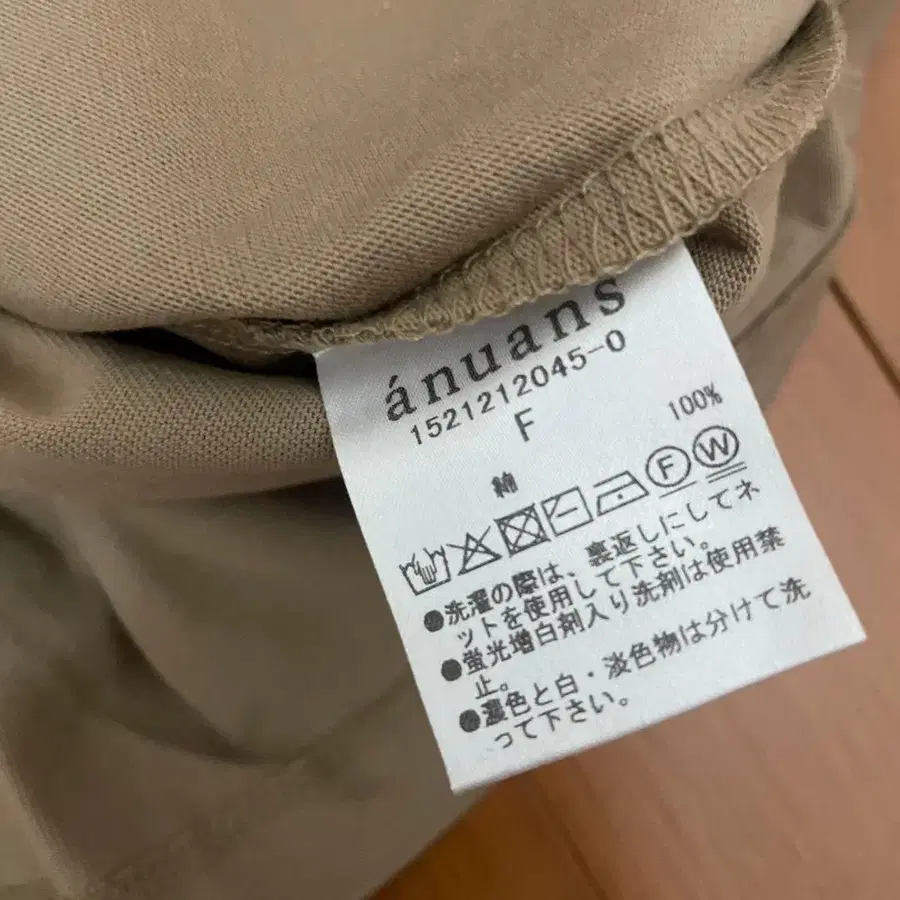 ánuans
1521212045-0
F
綿 100%
F W
●洗濯の際は、裏返しにしてネ
ットを使用して下さい。
●蛍光増白剤入り洗剤は使用禁
止。
●濃色と白・淡色物は分けて洗
って下さい。